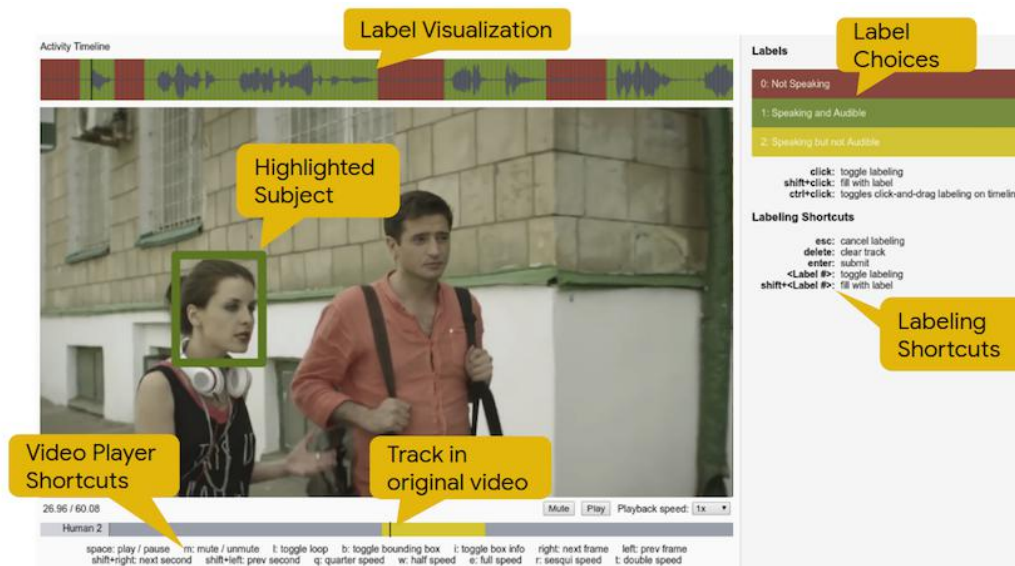 Label Visualization
Activity Timeline
Label
Choices
Labels
0: Not Speaking
1: Speaking and Audible
2: Speaking but not Audible
click: toggle labeling
shift+click: fill with label
ctrl+click: toggles click-and-drag labeling on timelin
Labeling Shortcuts
esc: cancel labeling
delete: clear track
enter: submit
<Label #>: toggle labeling
shift+<Label #>: fill with label
Highlighted
Subject
Labeling
Shortcuts
Video Player
Shortcuts
Track in
original video
26.96 / 60.08
Mute Play Playback speed: 1x
Human 2
space: play / pause m: mute / unmute l: toggle loop b: toggle bounding box i: toggle box info right: next frame left: prev frame
shift+right: next second shift+left: prev second q: quarter speed w: half speed e: full speed r: sesqui speed t: double speed